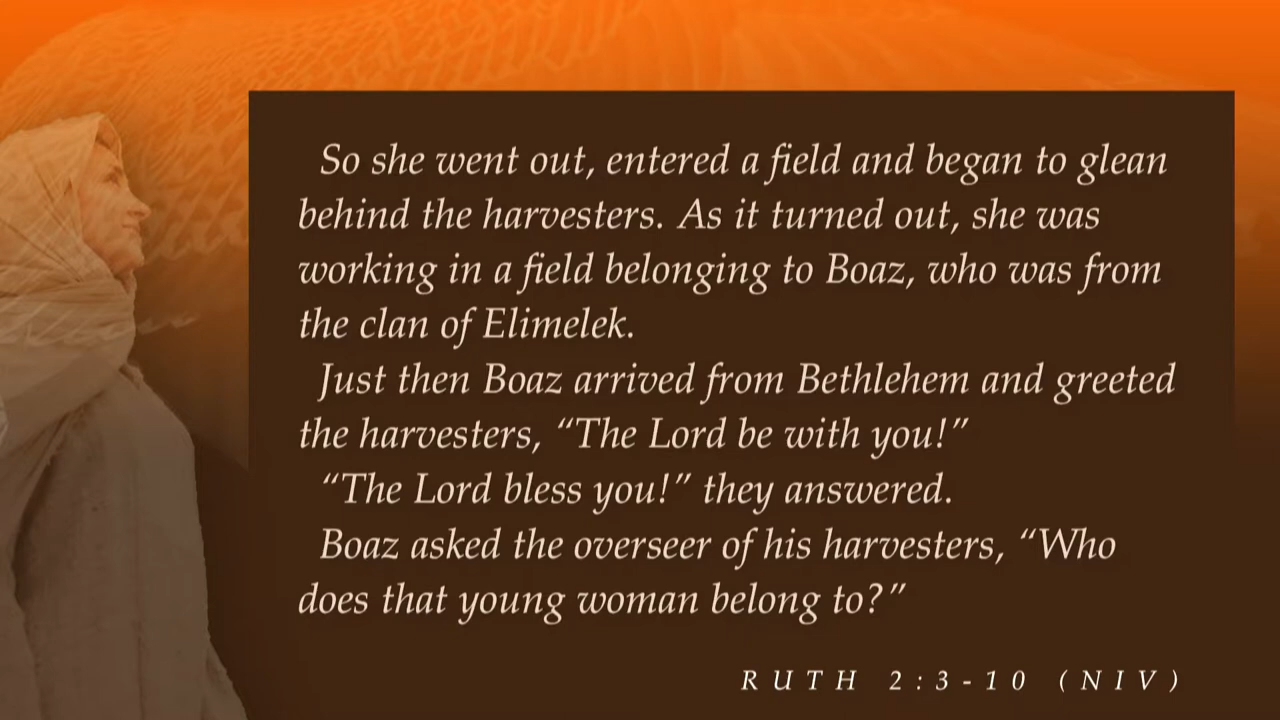 So she went out, entered a field and began to glean
behind the harvesters. As it turned out, she was
working in a field belonging to Boaz, who was from
the clan of Elimelek.
Just then Boaz arrived from Bethlehem and greeted
the harvesters, “The Lord be with you!”
“The Lord bless you!” they answered.
Boaz asked the overseer of his harvesters, “Who
does that young woman belong to?”
RUTH 2:3-10 (NIV)